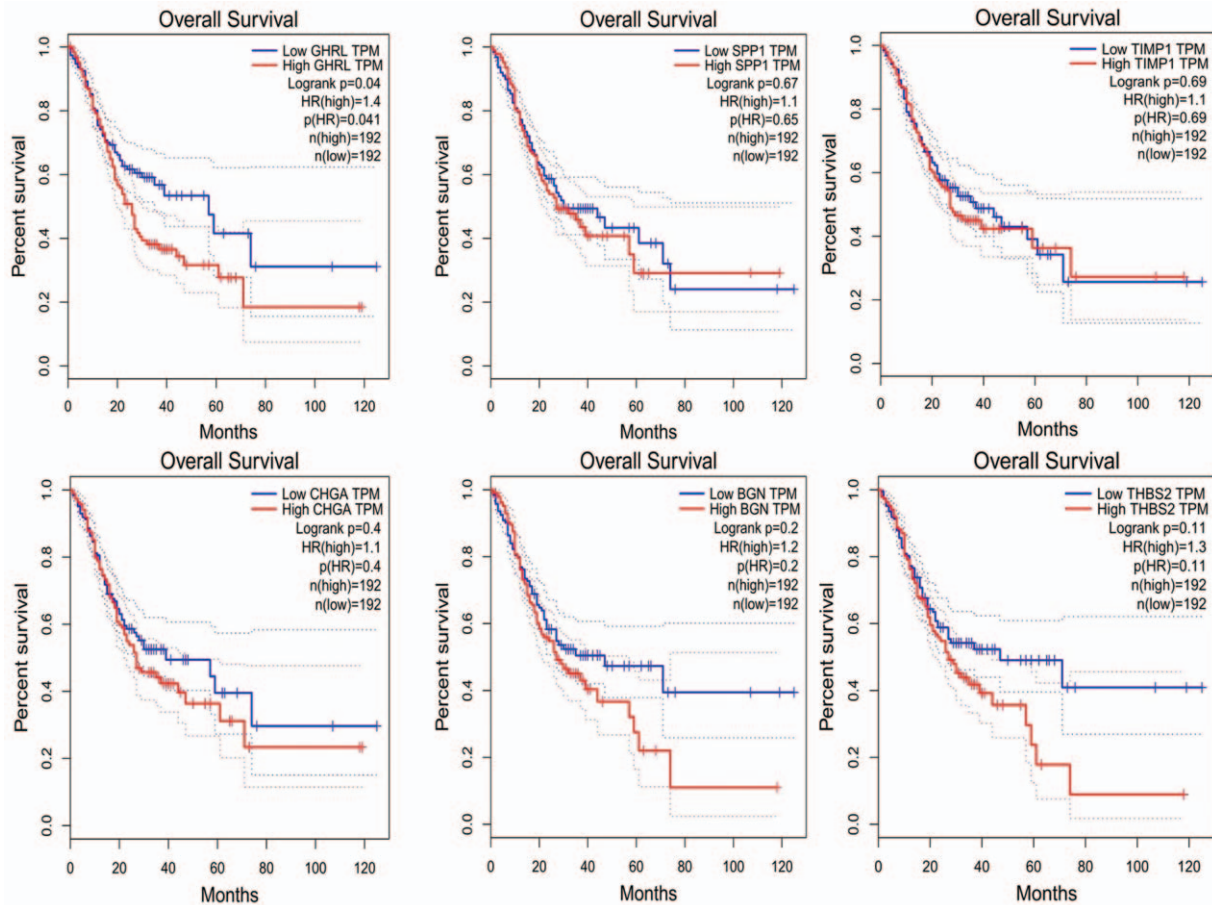 Overall Survival
Low GHRL TPM
High GHRL TPM
Logrank p=0.04
HR(high)=1.4
p(HR)=0.041
n(high)=192
n(low)=192
Percent survival
1.0
0.8
0.6
0.4
0.2
0.0
0 20 40 60 80 100 120
Months
Overall Survival
Low SPP1 TPM
High SPP1 TPM
Logrank p=0.67
HR(high)=1.1
p(HR)=0.65
n(high)=192
n(low)=192
Percent survival
1.0
0.8
0.6
0.4
0.2
0.0
0 20 40 60 80 100 120
Months
Overall Survival
Low TIMP1 TPM
High TIMP1 TPM
Logrank p=0.69
HR(high)=1.1
p(HR)=0.69
n(high)=192
n(low)=192
Percent survival
1.0
0.8
0.6
0.4
0.2
0.0
0 20 40 60 80 100 120
Months
Overall Survival
Low CHGA TPM
High CHGA TPM
Logrank p=0.4
HR(high)=1.1
p(HR)=0.4
n(high)=192
n(low)=192
Percent survival
1.0
0.8
0.6
0.4
0.2
0.0
0 20 40 60 80 100 120
Months
Overall Survival
Low BGN TPM
High BGN TPM
Logrank p=0.2
HR(high)=1.2
p(HR)=0.2
n(high)=192
n(low)=192
Percent survival
1.0
0.8
0.6
0.4
0.2
0.0
0 20 40 60 80 100 120
Months
Overall Survival
Low THBS2 TPM
High THBS2 TPM
Logrank p=0.11
HR(high)=1.3
p(HR)=0.11
n(high)=192
n(low)=192
Percent survival
1.0
0.8
0.6
0.4
0.2
0.0
0 20 40 60 80 100 120
Months